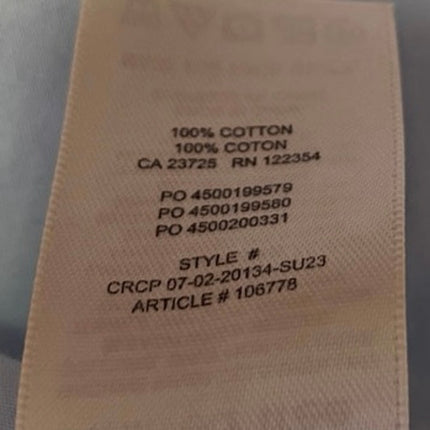 100% COTTON
100% COTON
CA 23725 RN 122354
PO 4500199579
PO 4500199580
PO 4500200331
STYLE #
CRCP 07-02-20134-SU23
ARTICLE # 106778